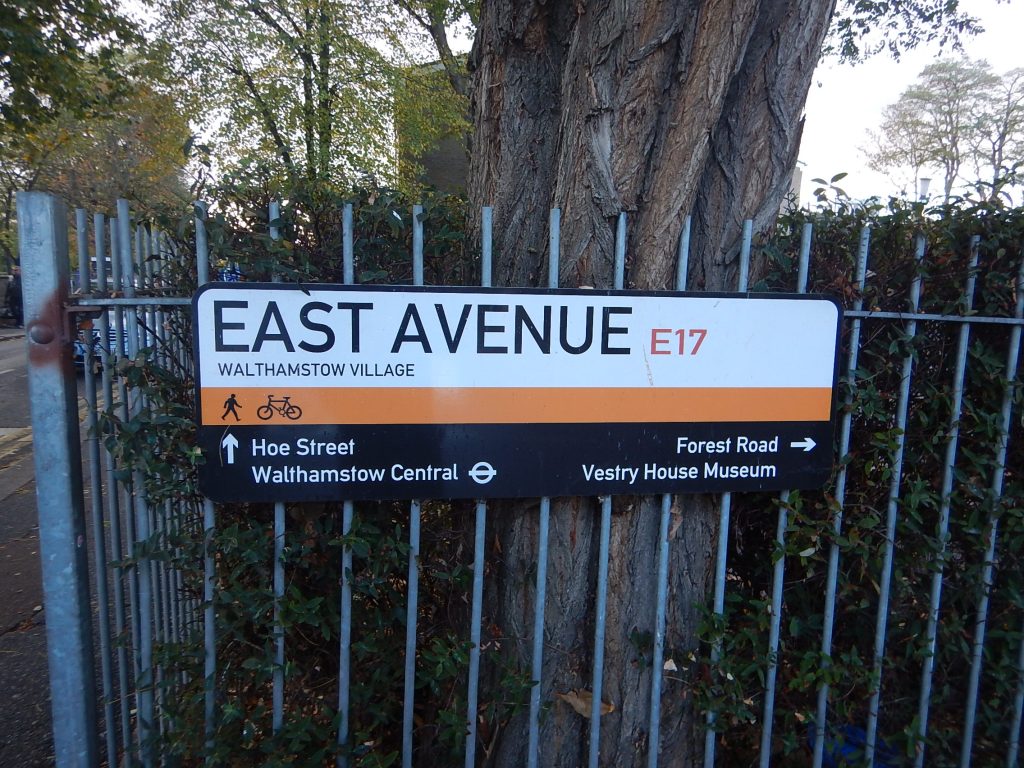 EAST AVENUE E17
WALTHAMSTOW VILLAGE
Hoe Street
Walthamstow Central
Forest Road
Vestry House Museum